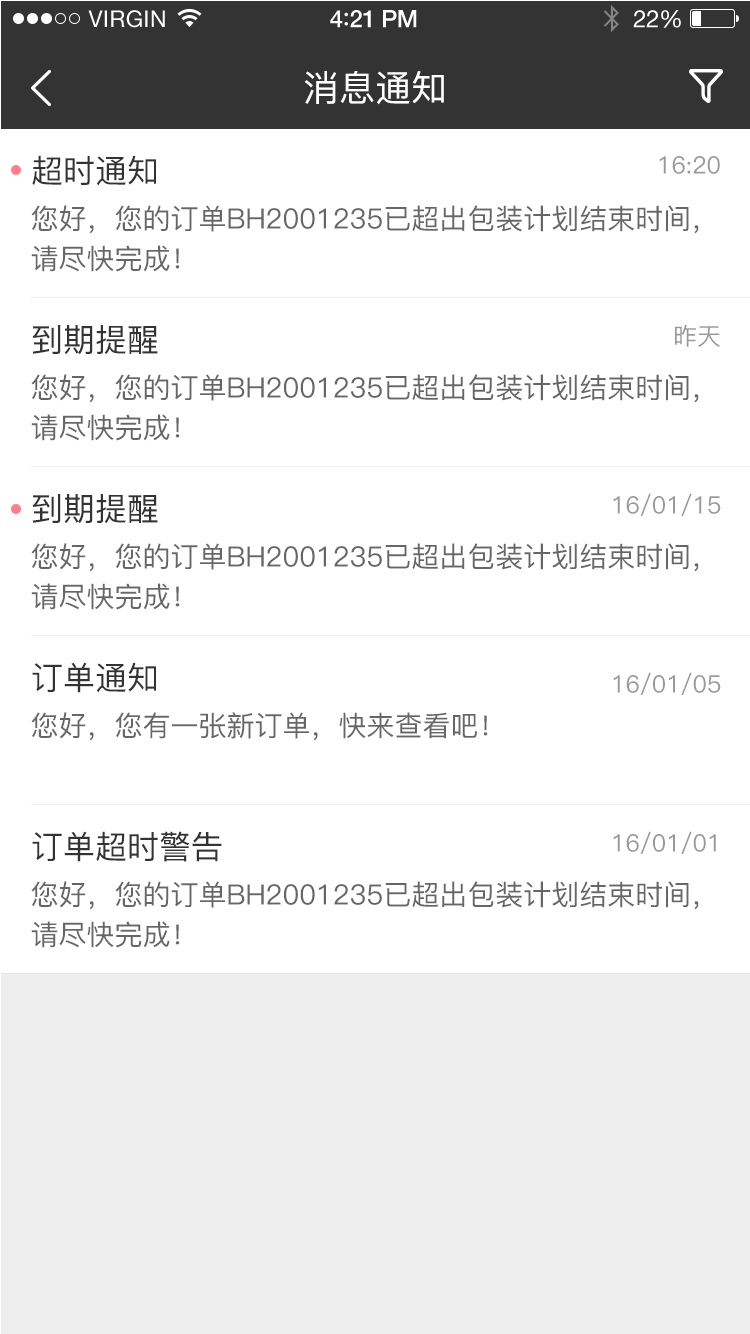 VIRGIN 4:21 PM 22%
消息通知
超时通知 16:20
您好，您的订单BH2001235已超出包装计划结束时间，
请尽快完成！
到期提醒 昨天
您好，您的订单BH2001235已超出包装计划结束时间，
请尽快完成！
到期提醒 16/01/15
您好，您的订单BH2001235已超出包装计划结束时间，
请尽快完成！
订单通知 16/01/05
您好，您有一张新订单，快来查看吧！
订单超时警告 16/01/01
您好，您的订单BH2001235已超出包装计划结束时间，
请尽快完成！